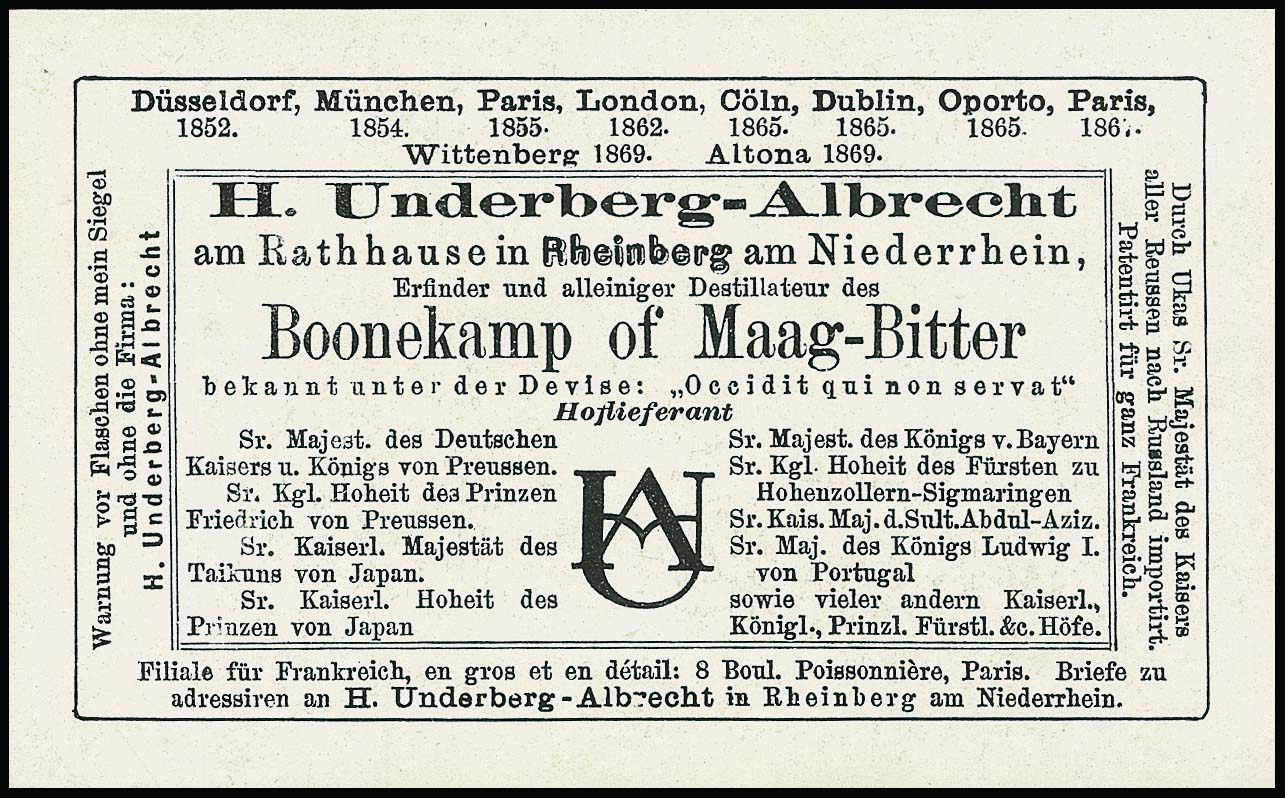 Düsseldorf, München, Paris, London, Cöln, Dublin, Oporto, Paris,
1852. 1854. 1855. 1862. 1865. 1865. 1865. 1867.
Wittenberg 1869. Altona 1869.
Warnung vor Flaschen ohne mein Siegel
und ohne die Firma:
H. Underberg-Albrecht
H. Underberg-Albrecht
am Rathhause in Rheinberg am Niederrhein,
Erfinder und alleiniger Destillateur des
Boonekamp of Maag-Bitter
bekannt unter der Devise: „Occidit qui non servat“
Hoflieferant
Sr. Majest. des Deutschen
Kaisers u. Königs von Preussen.
Sr. Kgl. Hoheit des Prinzen
Friedrich von Preussen.
Sr. Kaiserl. Majestät des
Taikuns von Japan.
Sr. Kaiserl. Hoheit des
Prinzen von Japan
HUA
Sr. Majest. des Königs v. Bayern
Sr. Kgl. Hoheit des Fürsten zu
Hohenzollern-Sigmaringen
Sr. Kais. Maj. d. Sult. Abdul-Aziz.
Sr. Maj. des Königs Ludwig I.
von Portugal
sowie vieler andern Kaiserl.,
Königl., Prinzl. Fürstl. &c. Höfe.
Durch Ukas Sr. Majestät des Kaisers
aller Reussen nach Russland importirt.
Patentirt für ganz Frankreich.
Filiale für Frankreich, en gros et en détail: 8 Boul. Poissonnière, Paris. Briefe zu
adressiren an H. Underberg-Albrecht in Rheinberg am Niederrhein.